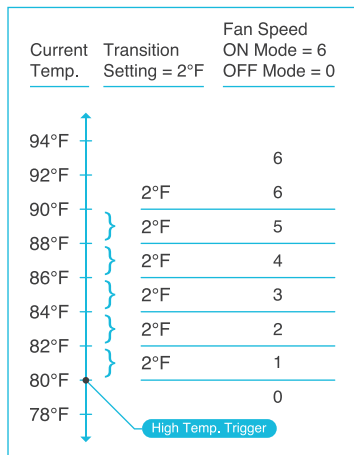 Fan Speed
Current Transition ON Mode = 6
Temp. Setting = 2°F OFF Mode = 0
94°F
6
92°F
2°F 6
90°F
2°F 5
88°F
2°F 4
86°F
2°F 3
84°F
2°F 2
82°F
2°F 1
80°F
0
78°F
High Temp. Trigger